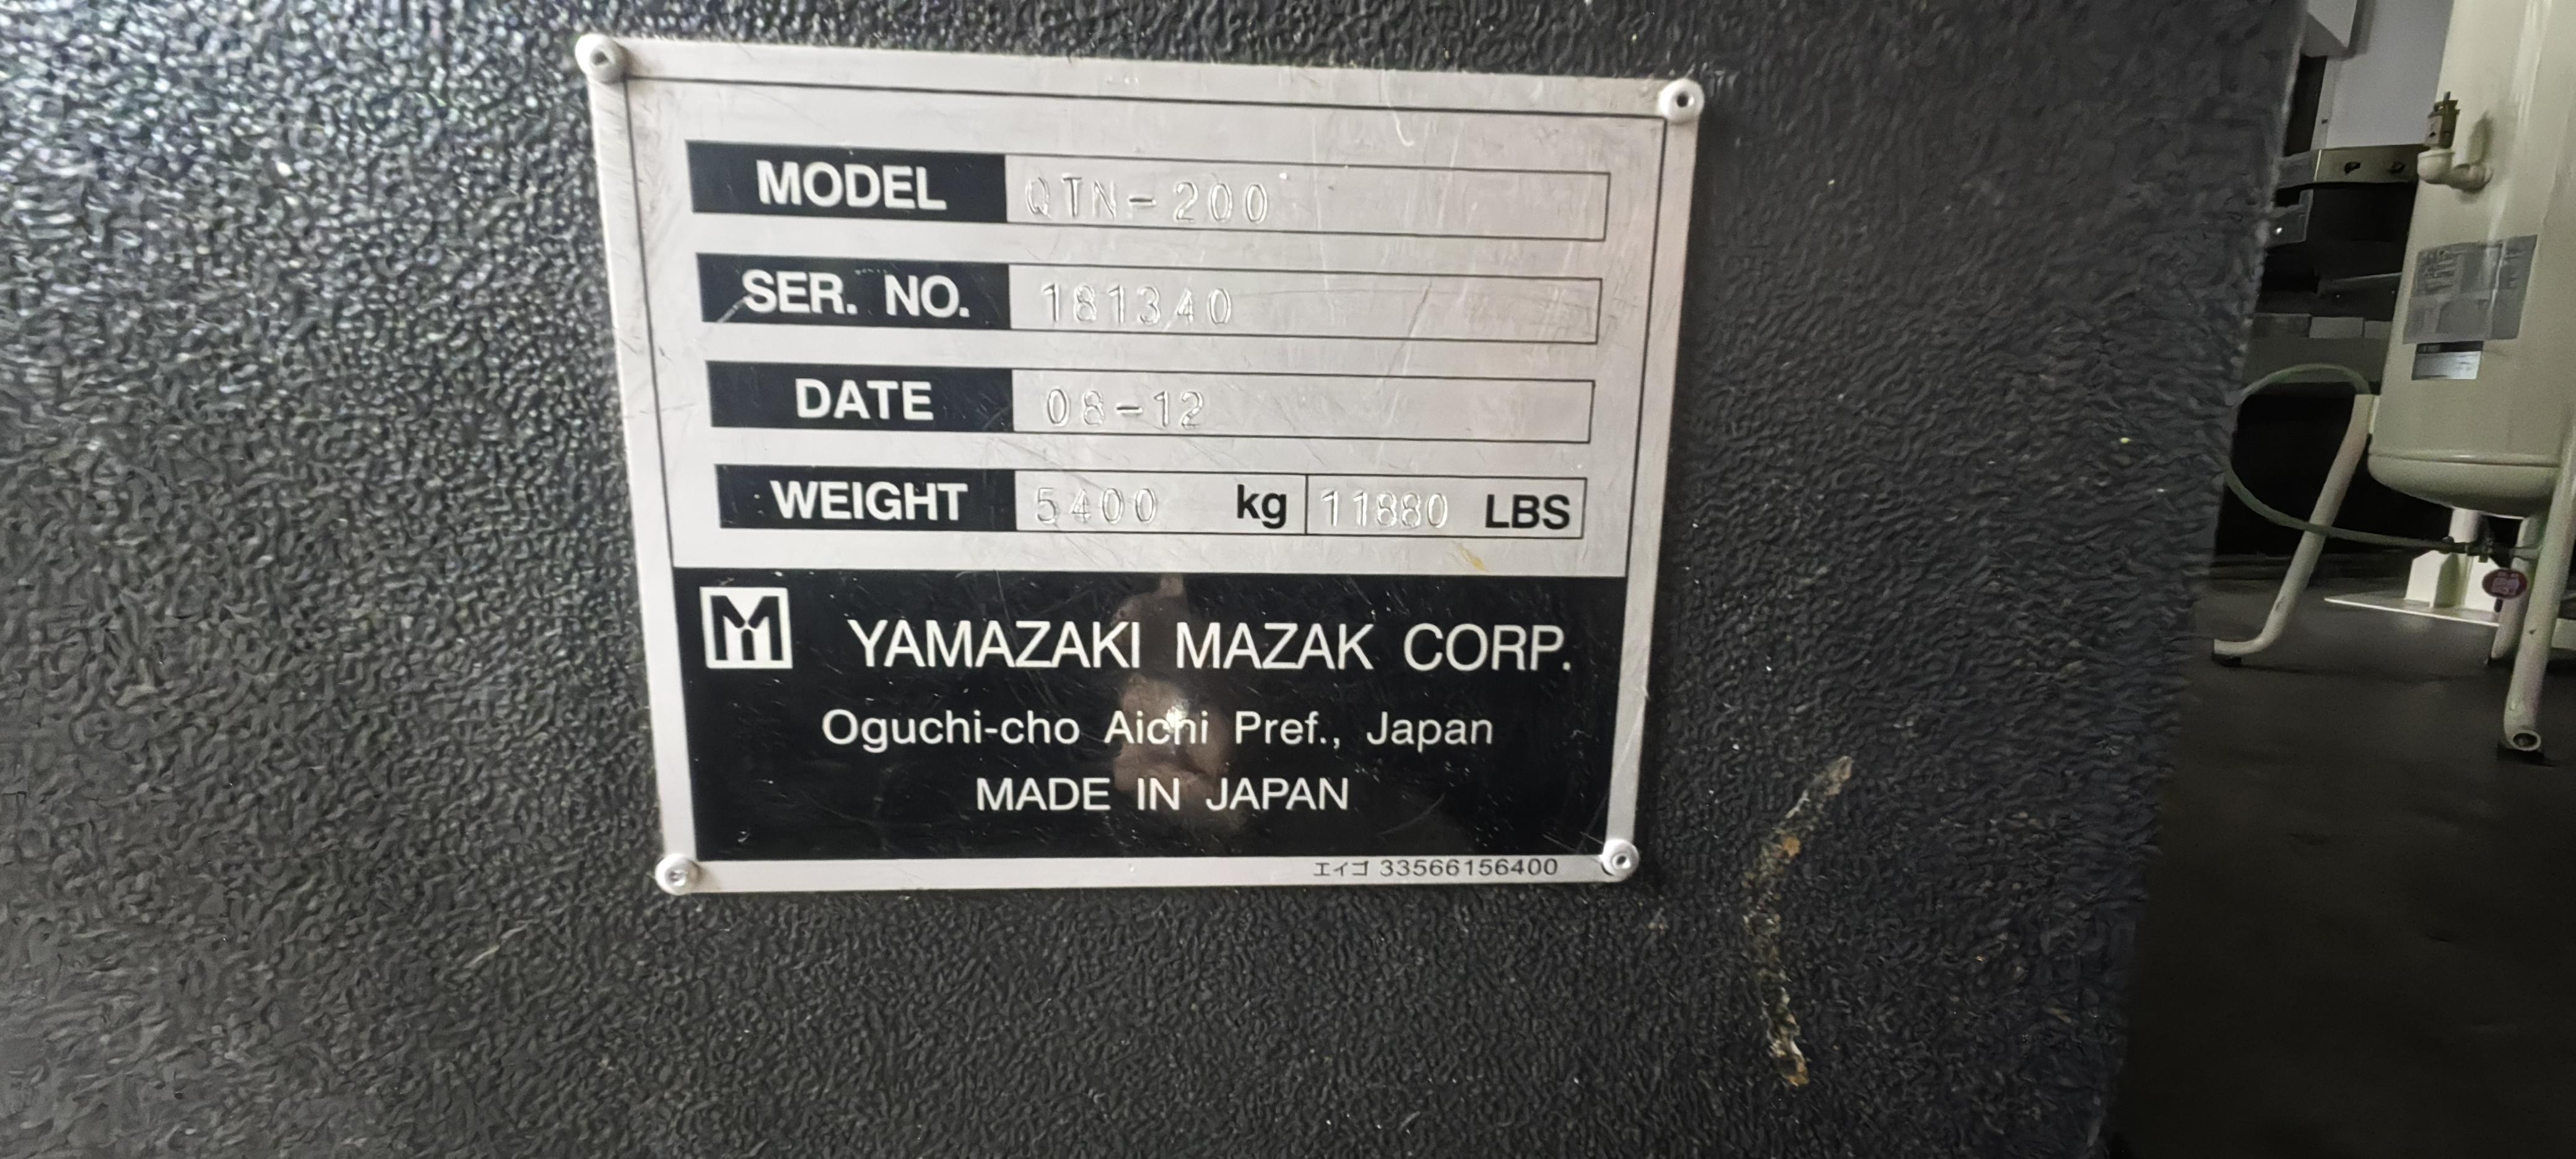 MODEL QTN-200
SER. NO. 181340
DATE 08-12
WEIGHT 5400 kg 11880 LBS
YAMAZAKI MAZAK CORP.
Oguchi-cho Aichi Pref., Japan
MADE IN JAPAN
エイゴ 33566156400